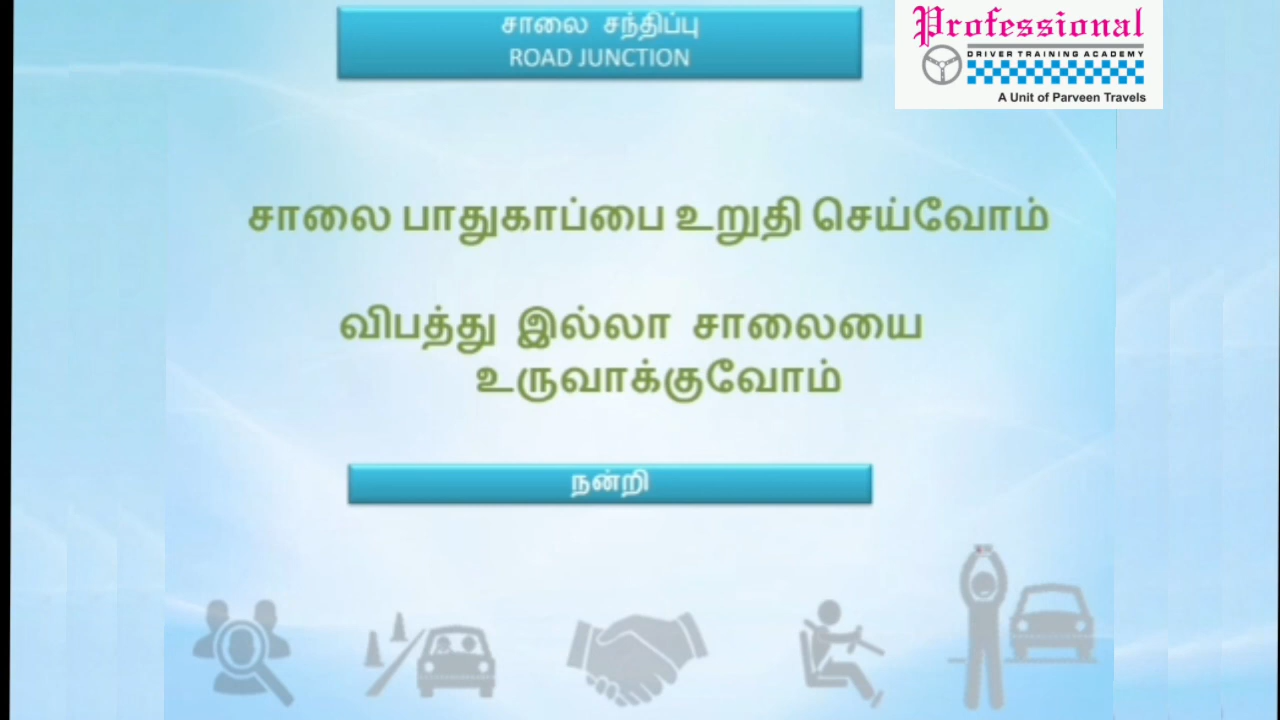 சாலை சந்திப்பு
ROAD JUNCTION
Professional
DRIVER TRAINING ACADEMY
A Unit of Parveen Travels
சாலை பாதுகாப்பை உறுதி செய்வோம்
விபத்து இல்லா சாலையை
உருவாக்குவோம்
நன்றி